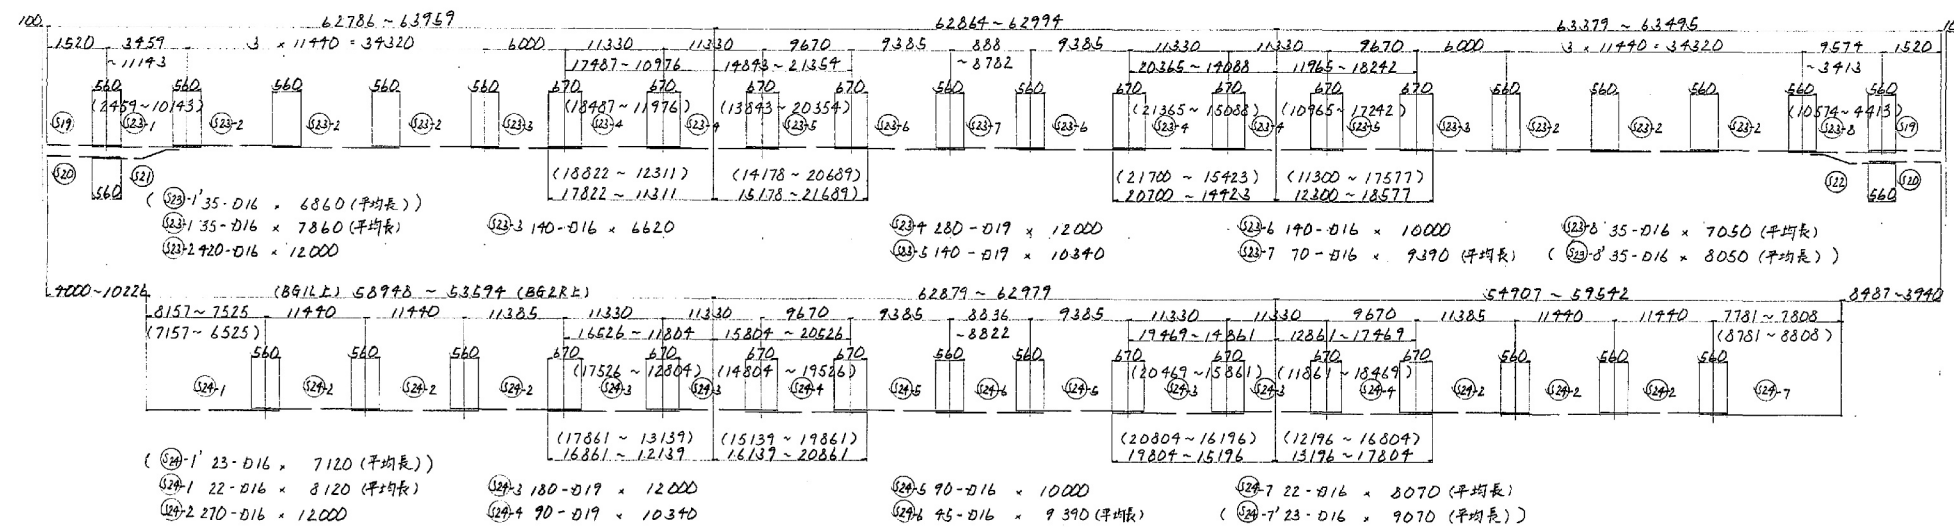 100 62786~63959 62864~62994 63379~63495
1520 3459 3 × 11440 = 34320 6000 11330 11330 9670 9385 888 9385 11330 11330 9670 6000 3 × 11440 = 34320 9574 1520
~11143 17487~10976 14843~21354 ~8782 20365~14088 11965~18242 ~3413
560 560 560 560 560 670 670 670 670 560 560 670 670 670 670 560 560 560 560 560
(2459~10143) (18487~11976) (13843~20354) (21365~15088) (10965~17242) (10574~4413)
S19 S23-1 S23-2 S23-2 S23-2 S23-3 S23-4 S23-4 S23-5 S23-6 S23-7 S23-6 S23-4 S23-4 S23-5 S23-3 S23-2 S23-2 S23-2 S23-8 S19
S20 S21 (18822~12311) (14178~20689) (21700~15423) (11300~17577) S22 S20
560 17822~11311 15178~21689 20700~14423 12300~18577 560
(S23-1' 35-D16 × 6860 (平均長))
S23-1 35-D16 × 7860 (平均長) S23-3 140-D16 × 6620 S23-4 280-D19 × 12000 S23-6 140-D16 × 10000 S23-8 35-D16 × 7050 (平均長)
S23-2 420-D16 × 12000 S23-5 140-D19 × 10340 S23-7 70-D16 × 9390 (平均長) (S23-8' 35-D16 × 8050 (平均長))
4000~10226 (BG1L上) 58948 ~ 53594 (BG2R上) 62879~62979 54907~59542 8487~3940
8157~7525 11440 11440 11385 11330 11330 9670 9385 8836 9385 11330 11330 9670 11385 11440 11440 7781~7808
(7157~6525) 16526~11804 15804~20526 ~8822 19469~14861 12861~17469 (8781~8808)
560 560 560 670 670 670 670 560 560 670 670 670 670 560 560 560
(17526~12804) (14804~19526) (20469~15861) (11861~18469)
S24-1 S24-2 S24-2 S24-2 S24-3 S24-3 S24-4 S24-5 S24-6 S24-5 S24-3 S24-3 S24-4 S24-2 S24-2 S24-2 S24-7
(17861~13139) (15139~19861) (20804~16196) (12196~16804)
16861~12139 16139~20861 19804~15196 13196~17804
(S24-1' 23-D16 × 7120 (平均長))
S24-1 22-D16 × 8120 (平均長) S24-3 180-D19 × 12000 S24-5 90-D16 × 10000 S24-7 22-D16 × 8070 (平均長)
S24-2 270-D16 × 12000 S24-4 90-D19 × 10340 S24-6 45-D16 × 9390 (平均長) (S24-7' 23-D16 × 9070 (平均長))